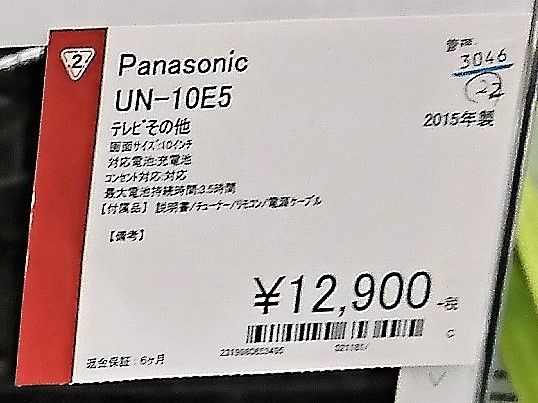 2
Panasonic
UN-10E5
テレビその他
画面サイズ:10インチ
対応電池:充電池
コンセント対応:対応
最大電池持続時間:3.5時間
【付属品】 説明書/チューナー/リモコン/電源ケーブル
【備考】
3046
22
2015年製
¥12,900 +税
C
返金保証：6ヶ月